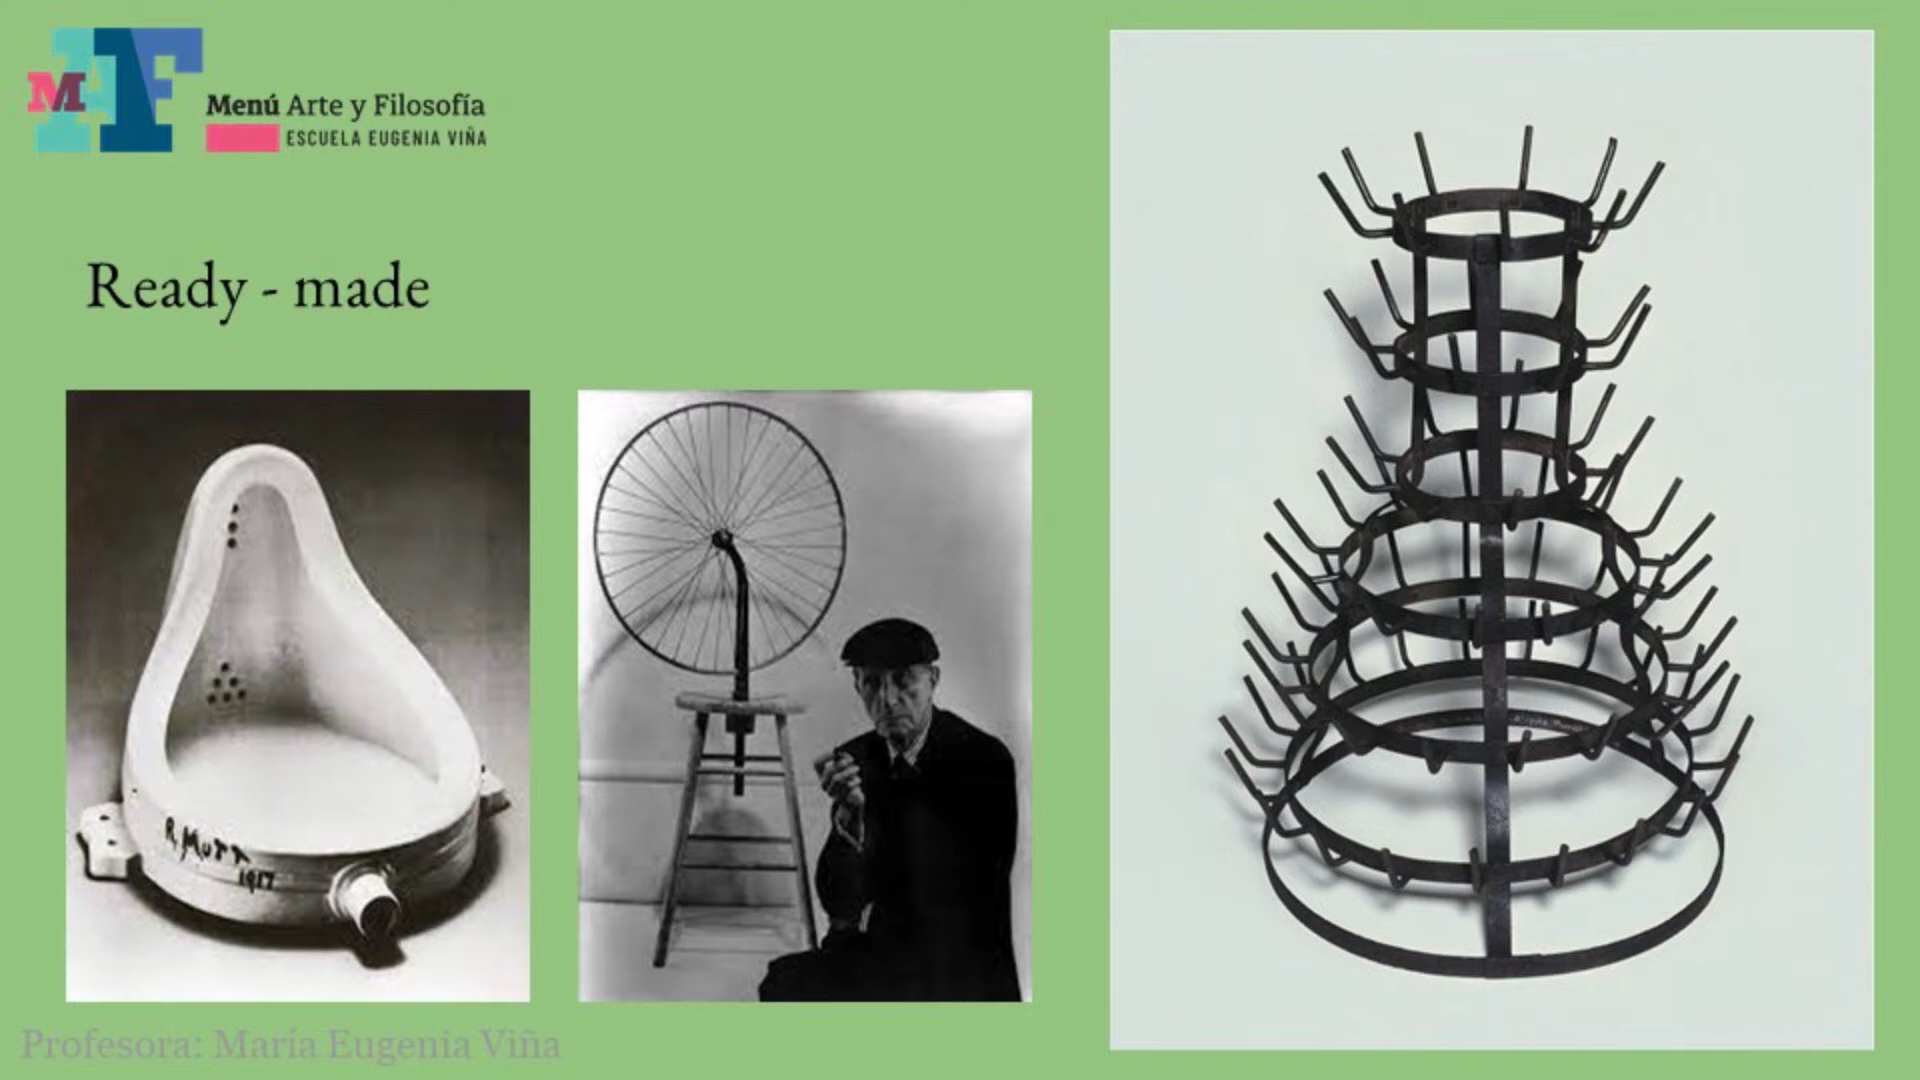 MAF
Menú Arte y Filosofía
ESCUELA EUGENIA VIÑA
Ready - made
R. MUTT
1917
Profesora: María Eugenia Viña